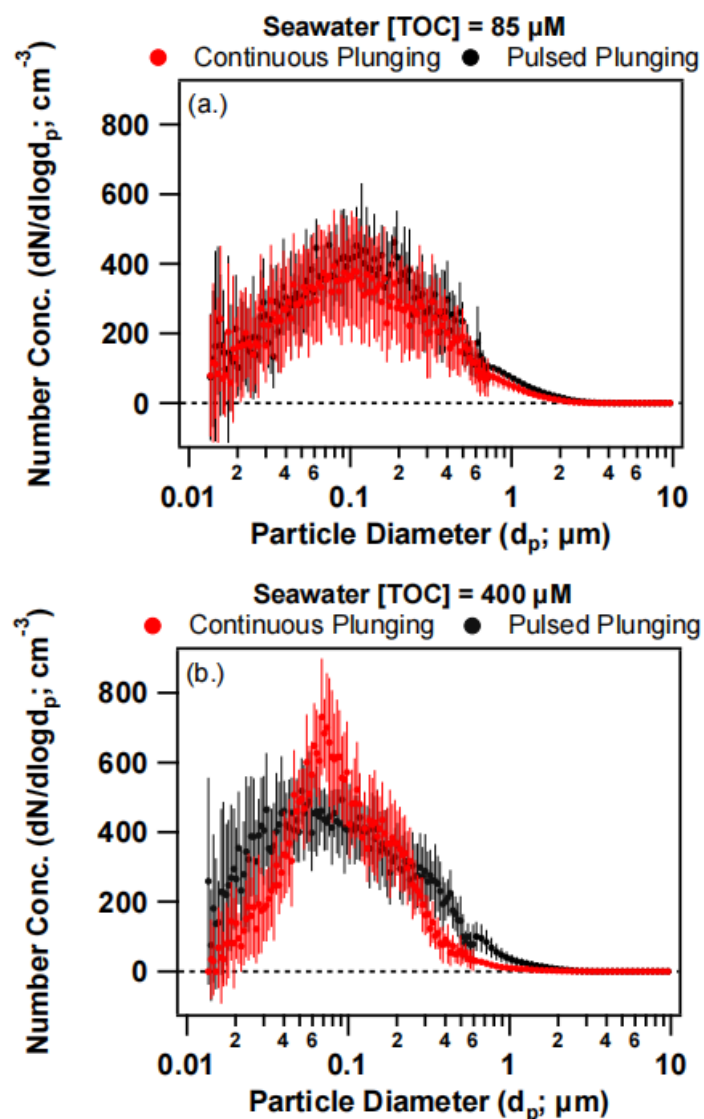 Seawater [TOC] = 85 µM
Continuous Plunging Pulsed Plunging
(a.)
800
600
400
200
0
Number Conc. (dN/dlogdp; cm-3)
0.01 2 4 6 0.1 2 4 6 1 2 4 6 10
Particle Diameter (dp; µm)
Seawater [TOC] = 400 µM
Continuous Plunging Pulsed Plunging
(b.)
800
600
400
200
0
Number Conc. (dN/dlogdp; cm-3)
0.01 2 4 6 0.1 2 4 6 1 2 4 6 10
Particle Diameter (dp; µm)